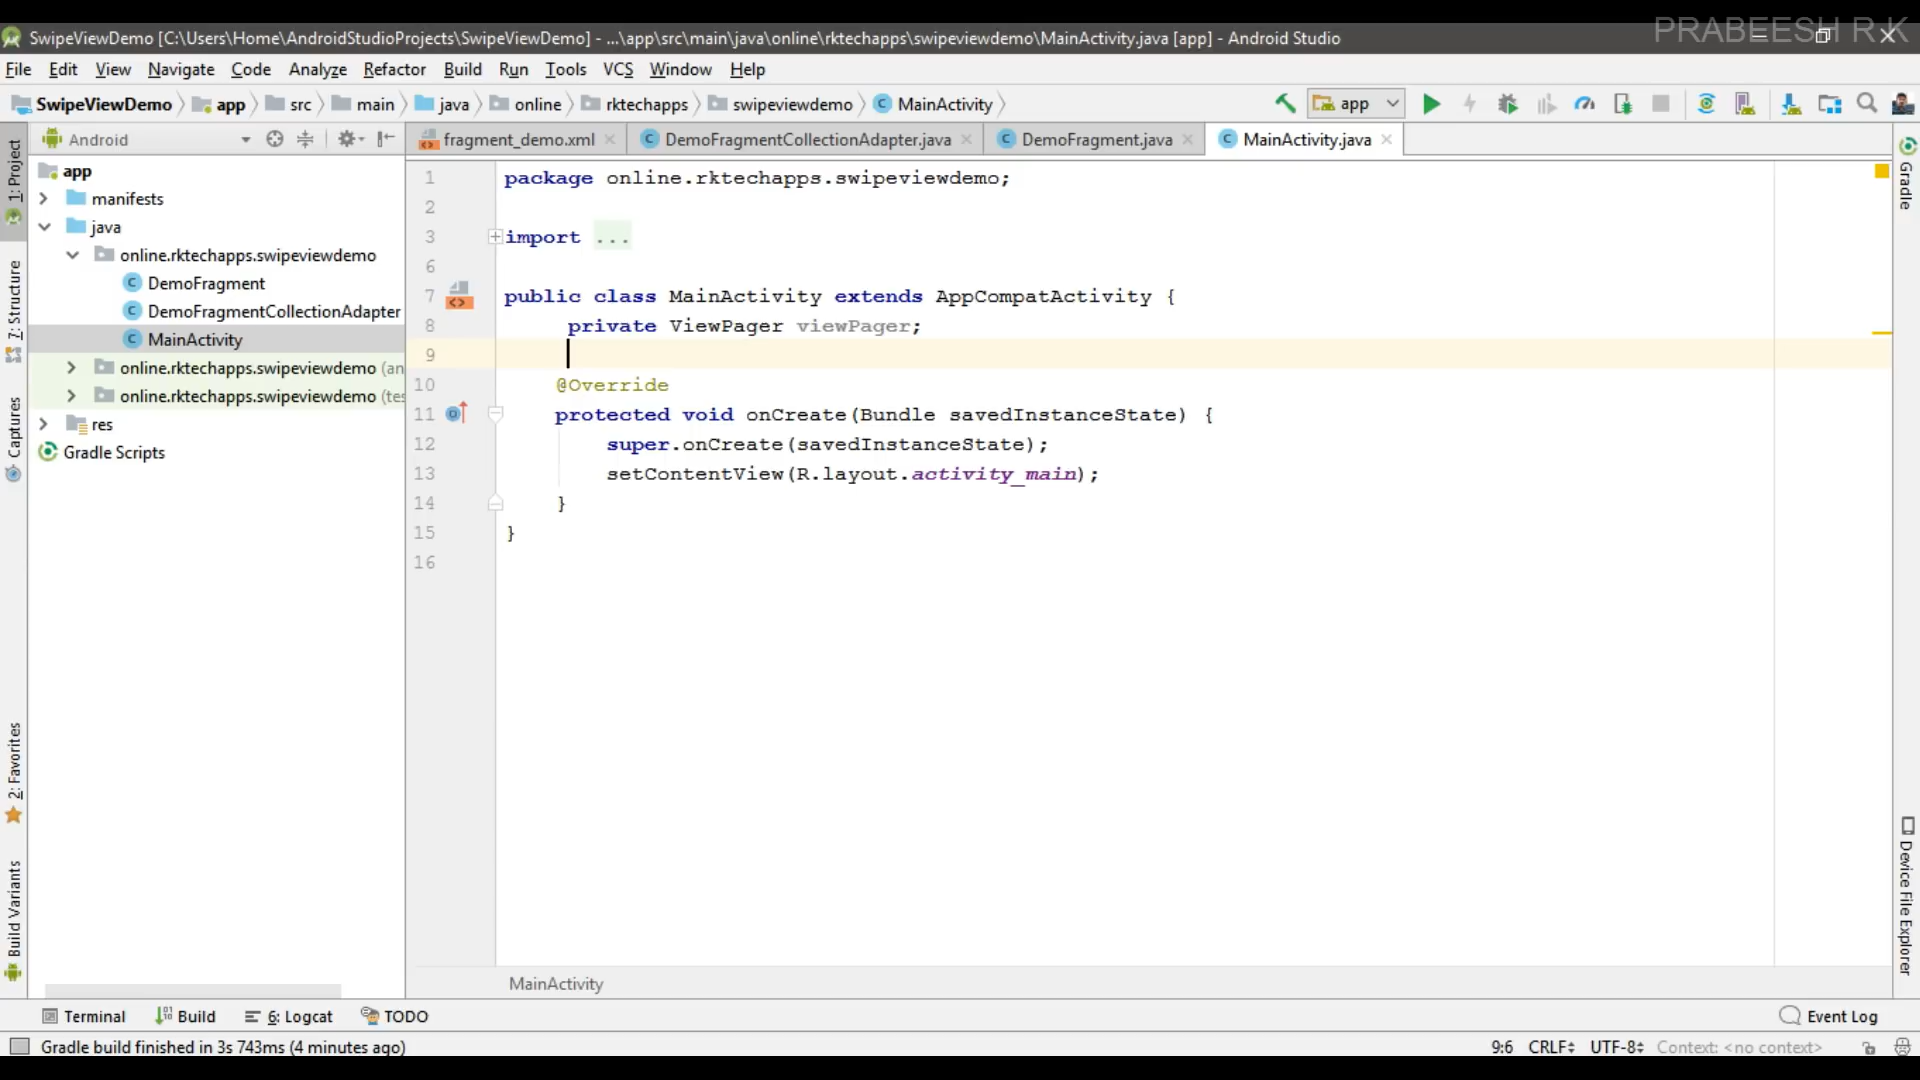 PRABEESH R K
SwipeViewDemo [C:\Users\Home\AndroidStudioProjects\SwipeViewDemo] - ...\app\src\main\java\online\rktechapps\swipeviewdemo\MainActivity.java [app] - Android Studio
File Edit View Navigate Code Analyze Refactor Build Run Tools VCS Window Help
SwipeViewDemo app src main java online rktechapps swipeviewdemo MainActivity app
Android fragment_demo.xml DemoFragmentCollectionAdapter.java DemoFragment.java MainActivity.java
1: Project
7: Structure
Captures
2: Favorites
Build Variants
app
manifests
java
online.rktechapps.swipeviewdemo
DemoFragment
DemoFragmentCollectionAdapter
MainActivity
online.rktechapps.swipeviewdemo (an
online.rktechapps.swipeviewdemo (tes
res
Gradle Scripts
1 package online.rktechapps.swipeviewdemo;
2
3 import ...
6
7 public class MainActivity extends AppCompatActivity {
8 private ViewPager viewPager;
9
10 @Override
11 protected void onCreate(Bundle savedInstanceState) {
12 super.onCreate(savedInstanceState);
13 setContentView(R.layout.activity_main);
14 }
15 }
16
Gradle
Device File Explorer
MainActivity
Terminal Build 6: Logcat TODO Event Log
Gradle build finished in 3s 743ms (4 minutes ago) 9:6 CRLF UTF-8 Context: <no context>